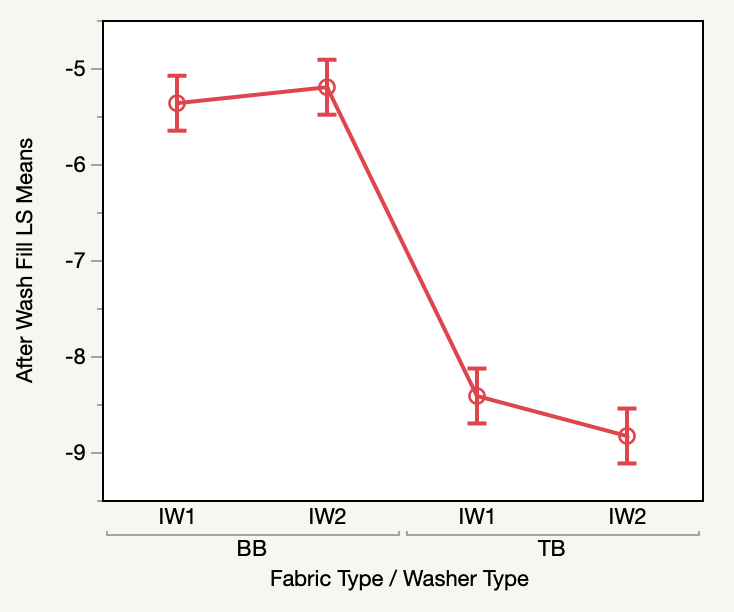 After Wash Fill LS Means
-5
-6
-7
-8
-9
IW1 IW2 IW1 IW2
BB TB
Fabric Type / Washer Type